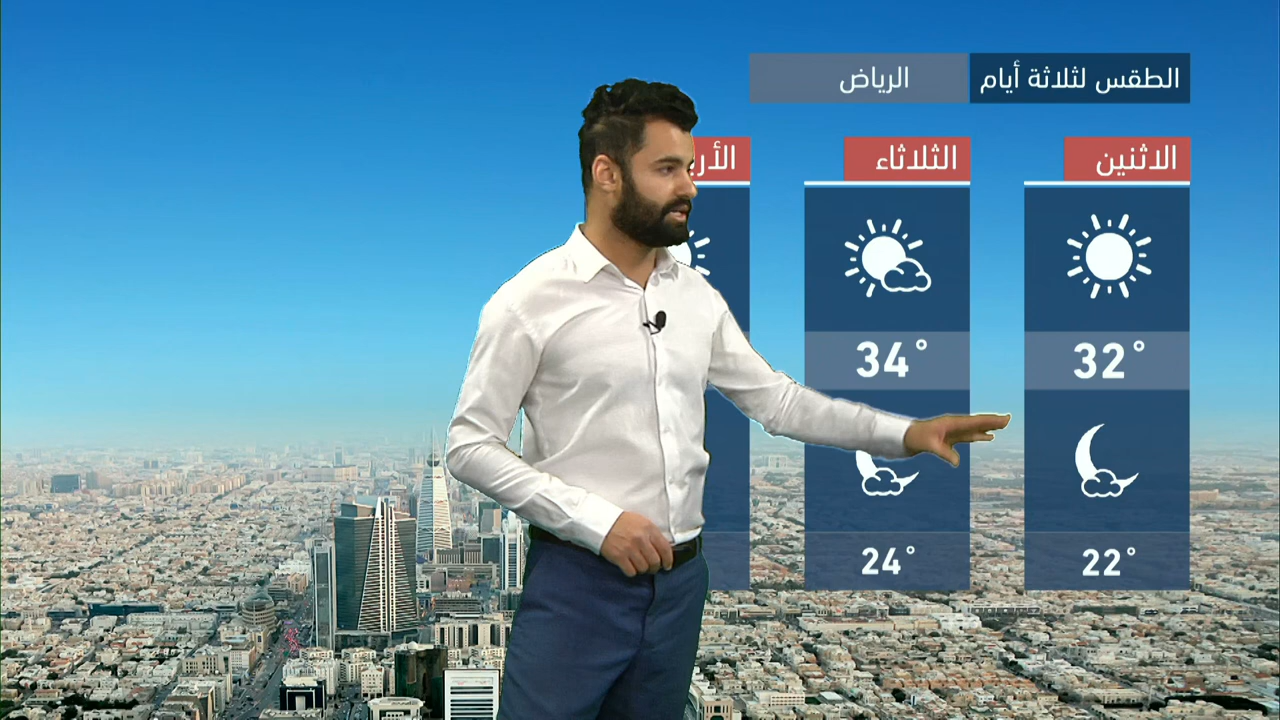 الطقس لثلاثة أيام
الرياض
الاثنين
الثلاثاء
32°
34°
22°
24°